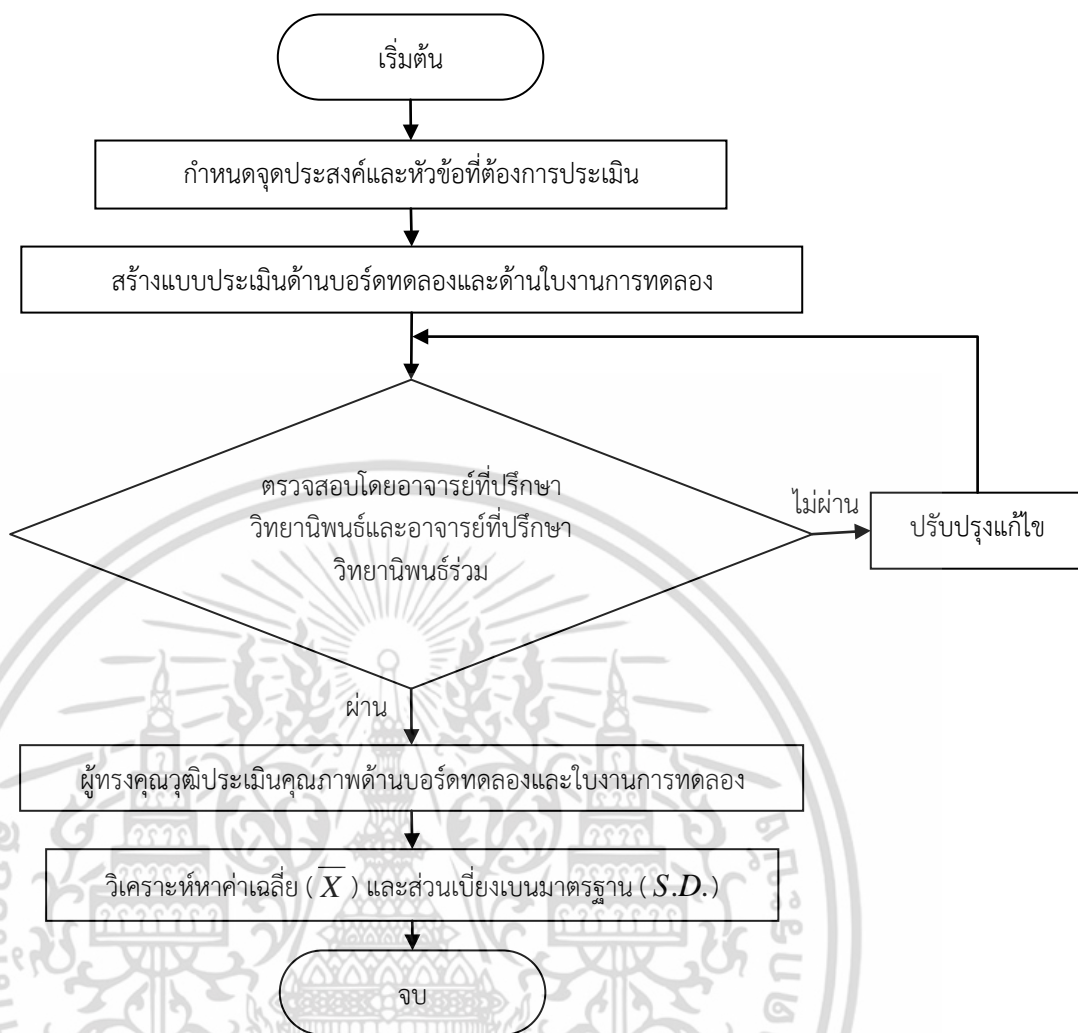 เริ่มต้น
กำหนดจุดประสงค์และหัวข้อที่ต้องการประเมิน
สร้างแบบประเมินด้านบอร์ดทดลองและด้านใบงานการทดลอง
ตรวจสอบโดยอาจารย์ที่ปรึกษา
วิทยานิพนธ์และอาจารย์ที่ปรึกษา
วิทยานิพนธ์ร่วม
ไม่ผ่าน
ปรับปรุงแก้ไข
ผ่าน
ผู้ทรงคุณวุฒิประเมินคุณภาพด้านบอร์ดทดลองและใบงานการทดลอง
วิเคราะห์หาค่าเฉลี่ย ( X̅ ) และส่วนเบี่ยงเบนมาตรฐาน ( S.D. )
จบ